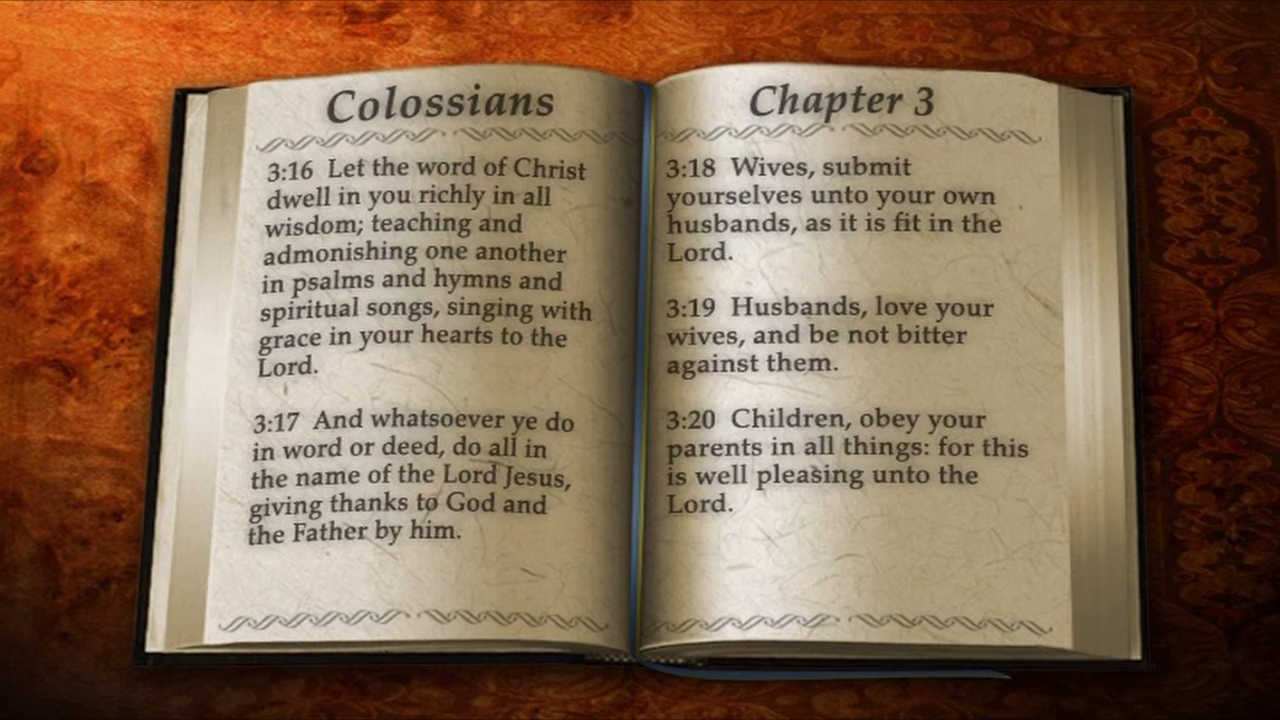 Colossians
3:16 Let the word of Christ
dwell in you richly in all
wisdom; teaching and
admonishing one another
in psalms and hymns and
spiritual songs, singing with
grace in your hearts to the
Lord.
3:17 And whatsoever ye do
in word or deed, do all in
the name of the Lord Jesus,
giving thanks to God and
the Father by him.
Chapter 3
3:18 Wives, submit
yourselves unto your own
husbands, as it is fit in the
Lord.
3:19 Husbands, love your
wives, and be not bitter
against them.
3:20 Children, obey your
parents in all things: for this
is well pleasing unto the
Lord.